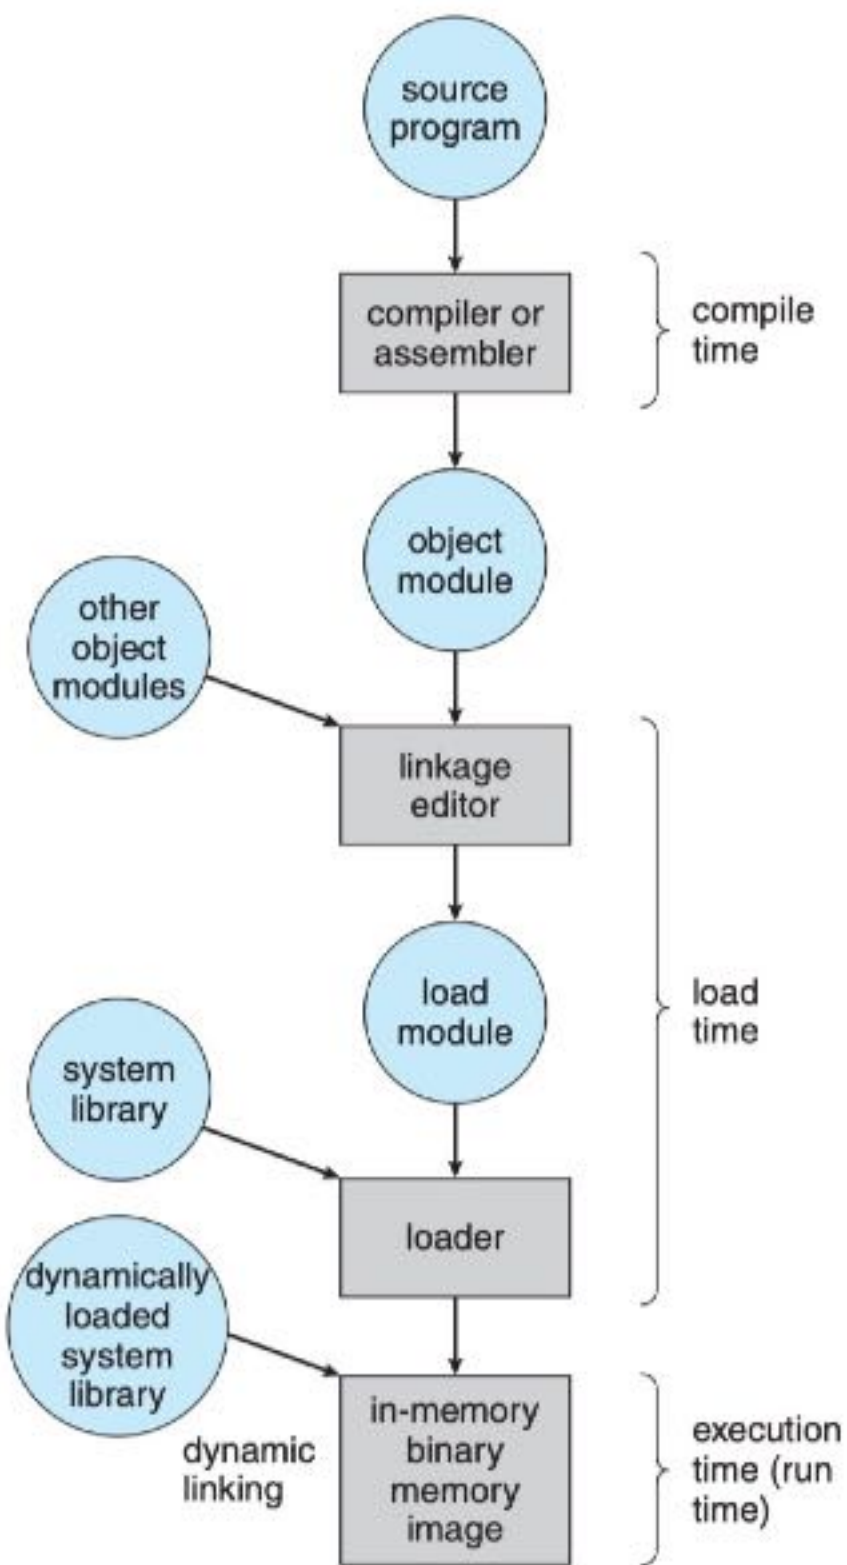 source
program
compiler or
assembler
compile
time
object
module
other
object
modules
linkage
editor
load
module
load
time
system
library
loader
dynamically
loaded
system
library
dynamic
linking
in-memory
binary
memory
image
execution
time (run
time)